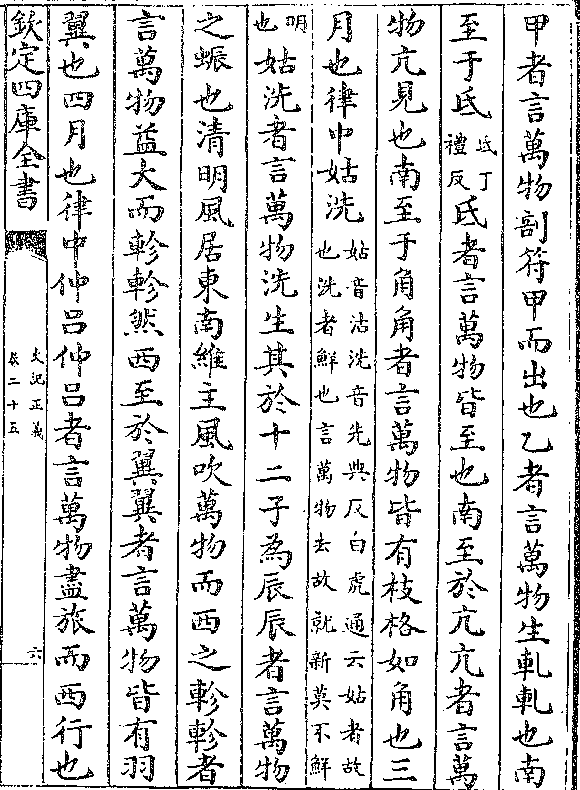 甲者言萬物剖符甲而出也乙者言萬物生軋軋也南
至于氐氐丁禮反氐者言萬物皆至也南至於亢亢者言萬
物亢見也南至于角角者言萬物皆有枝格如角也三
月也律中姑洗姑音沽洗音先典反白虎通云姑者故也洗者鮮也言萬物去故就新莫不鮮
明也姑洗者言萬物洗生其於十二子為辰辰者言萬物
之蜄也清明風居東南維主風吹萬物而西之軫軫者
言萬物益大而軫軫然西至於翼翼者言萬物皆有羽
翼也四月也律中仲呂仲呂者言萬物盡旅而西行也
欽定四庫全書
史記正義
卷二十五
六